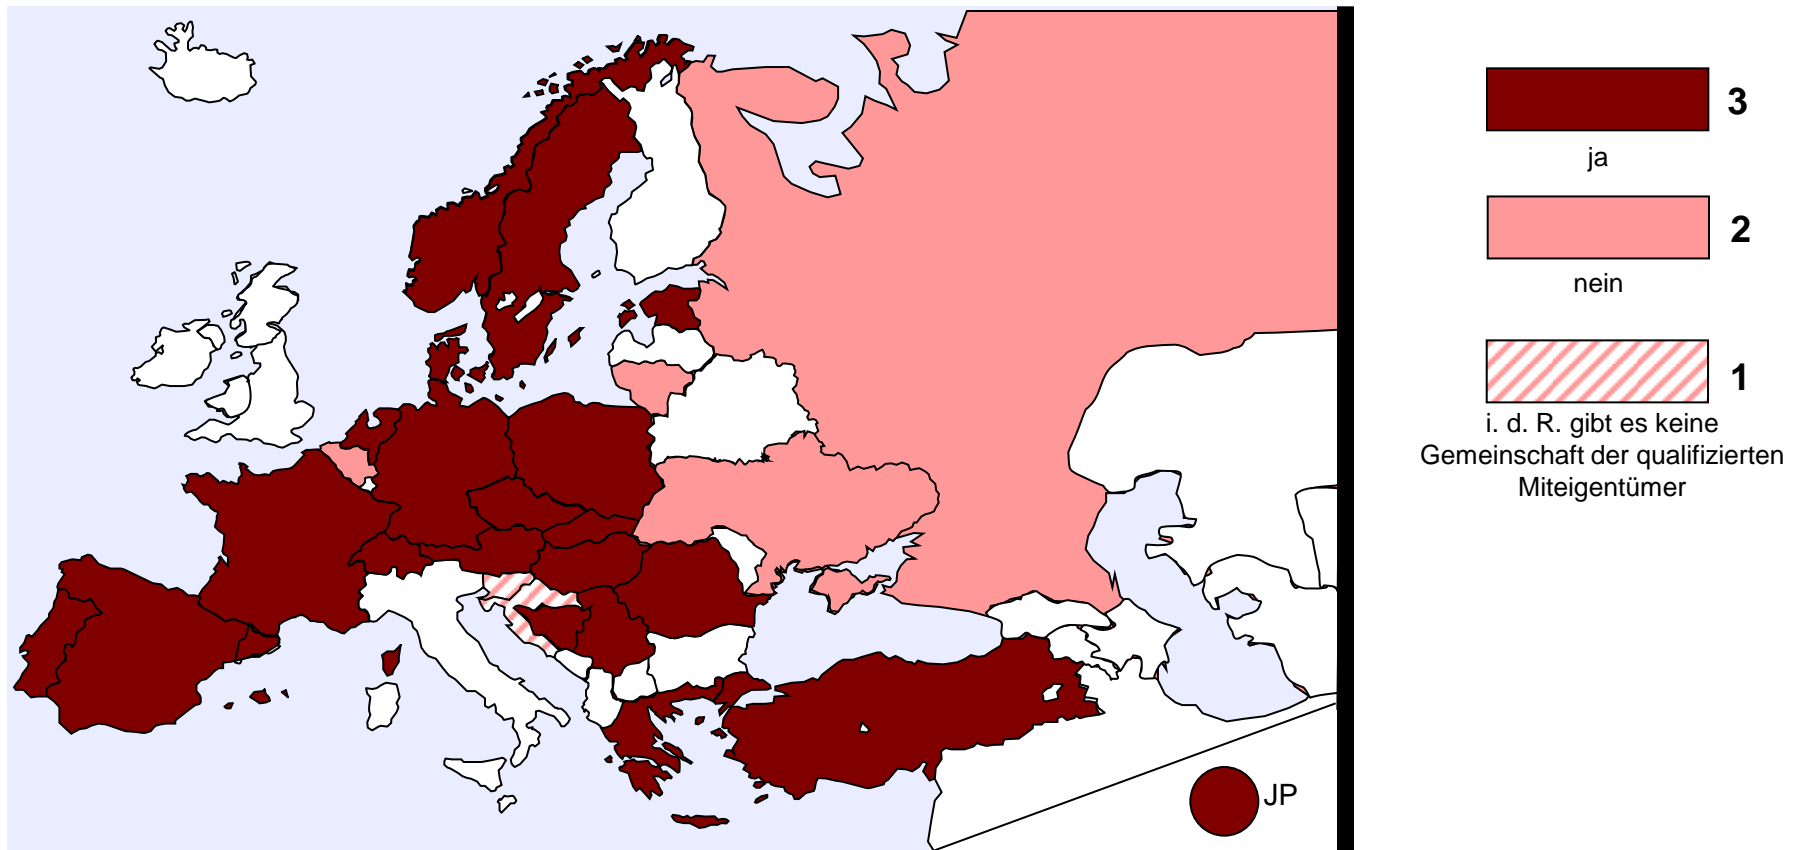 3
ja
2
nein
1
i. d. R. gibt es keine
Gemeinschaft der qualifizierten
Miteigentümer
JP